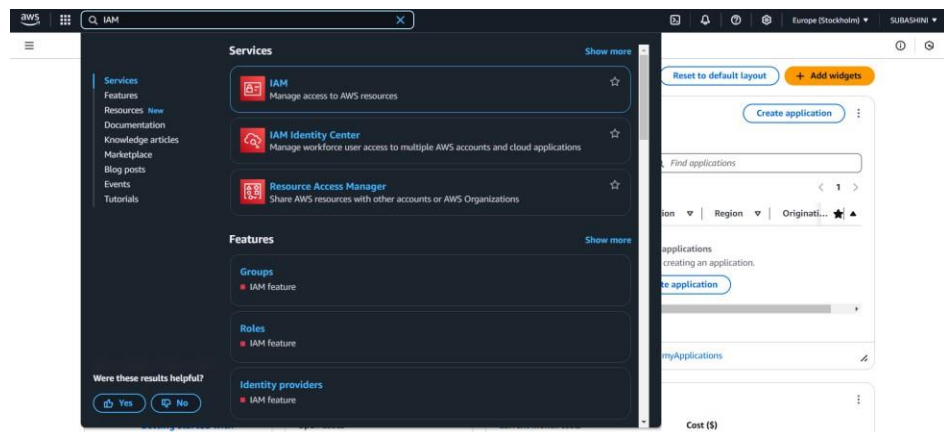 aws
IAM
Europe (Stockholm)
SUBASHINI
Services
Features
Resources New
Documentation
Knowledge articles
Marketplace
Blog posts
Events
Tutorials
Were these results helpful?
Yes
No
Services
Show more
IAM
Manage access to AWS resources
IAM Identity Center
Manage workforce user access to multiple AWS accounts and cloud applications
Resource Access Manager
Share AWS resources with other accounts or AWS Organizations
Features
Show more
Groups
IAM feature
Roles
IAM feature
Identity providers
IAM feature
Reset to default layout
+ Add widgets
Create application
Find applications
1
Region
Originati...
applications
creating an application.
application
myApplications
Cost ($)